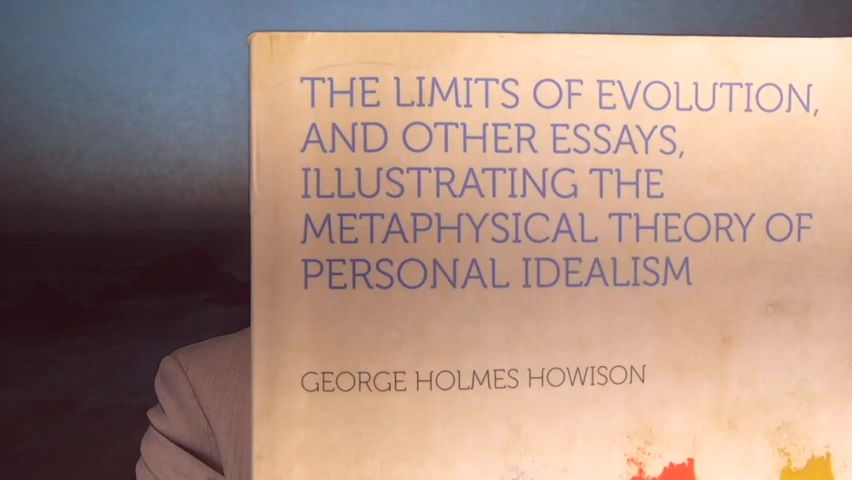 THE LIMITS OF EVOLUTION,
AND OTHER ESSAYS,
ILLUSTRATING THE
METAPHYSICAL THEORY OF
PERSONAL IDEALISM
GEORGE HOLMES HOWISON